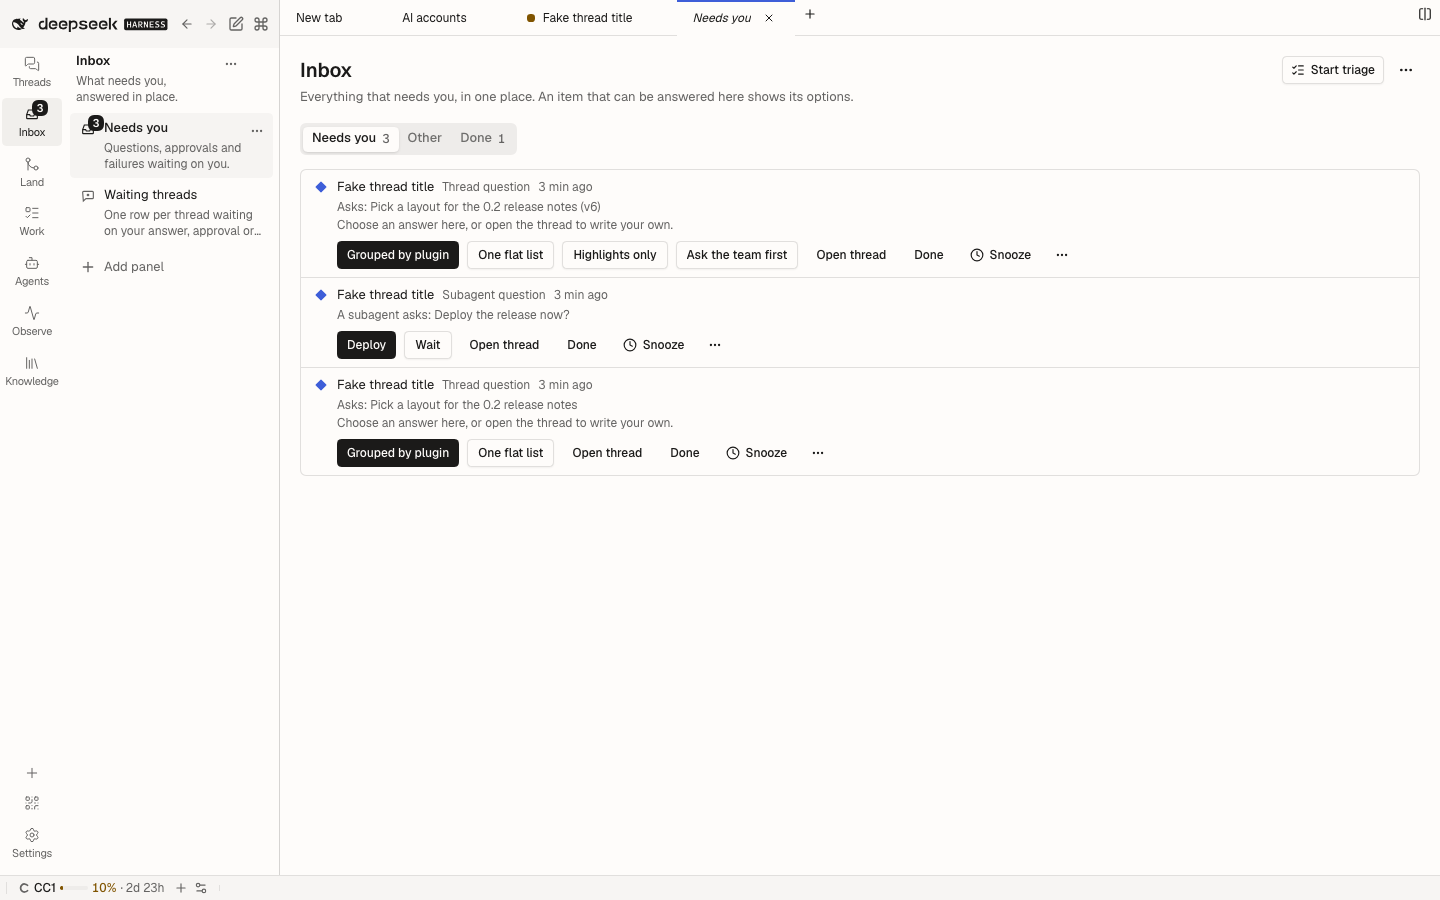 deepseek HARNESS
New tab
AI accounts
Fake thread title
Needs you
Threads
3
Inbox
Land
Work
Agents
Observe
Knowledge
Settings
Inbox
What needs you,
answered in place.
3
Needs you
Questions, approvals and
failures waiting on you.
Waiting threads
One row per thread waiting
on your answer, approval or…
Add panel
Inbox
Start triage
Everything that needs you, in one place. An item that can be answered here shows its options.
Needs you 3 Other Done 1
Fake thread title Thread question 3 min ago
Asks: Pick a layout for the 0.2 release notes (v6)
Choose an answer here, or open the thread to write your own.
Grouped by plugin One flat list Highlights only Ask the team first Open thread Done Snooze
Fake thread title Subagent question 3 min ago
A subagent asks: Deploy the release now?
Deploy Wait Open thread Done Snooze
Fake thread title Thread question 3 min ago
Asks: Pick a layout for the 0.2 release notes
Choose an answer here, or open the thread to write your own.
Grouped by plugin One flat list Open thread Done Snooze
C CC1 10% · 2d 23h